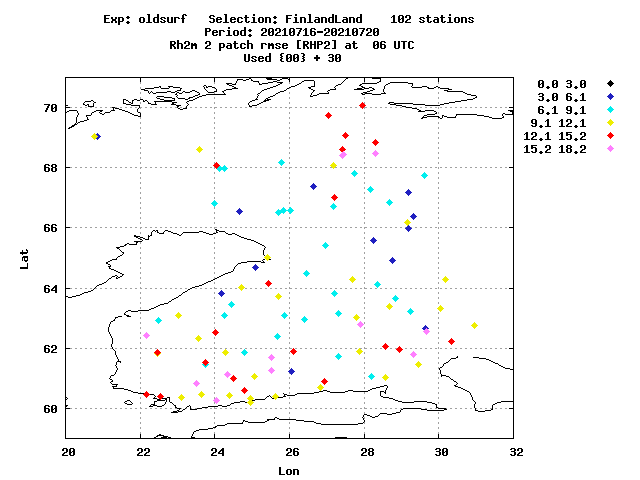 Exp: oldsurf   Selection: FinlandLand    102 stations
Period: 20210716-20210720
Rh2m 2 patch rmse [RHP2] at  06 UTC
Used {00} + 30
0.0 3.0
3.0 6.1
6.1 9.1
9.1 12.1
12.1 15.2
15.2 18.2
70
68
66
64
62
60
Lat
20 22 24 26 28 30 32
Lon